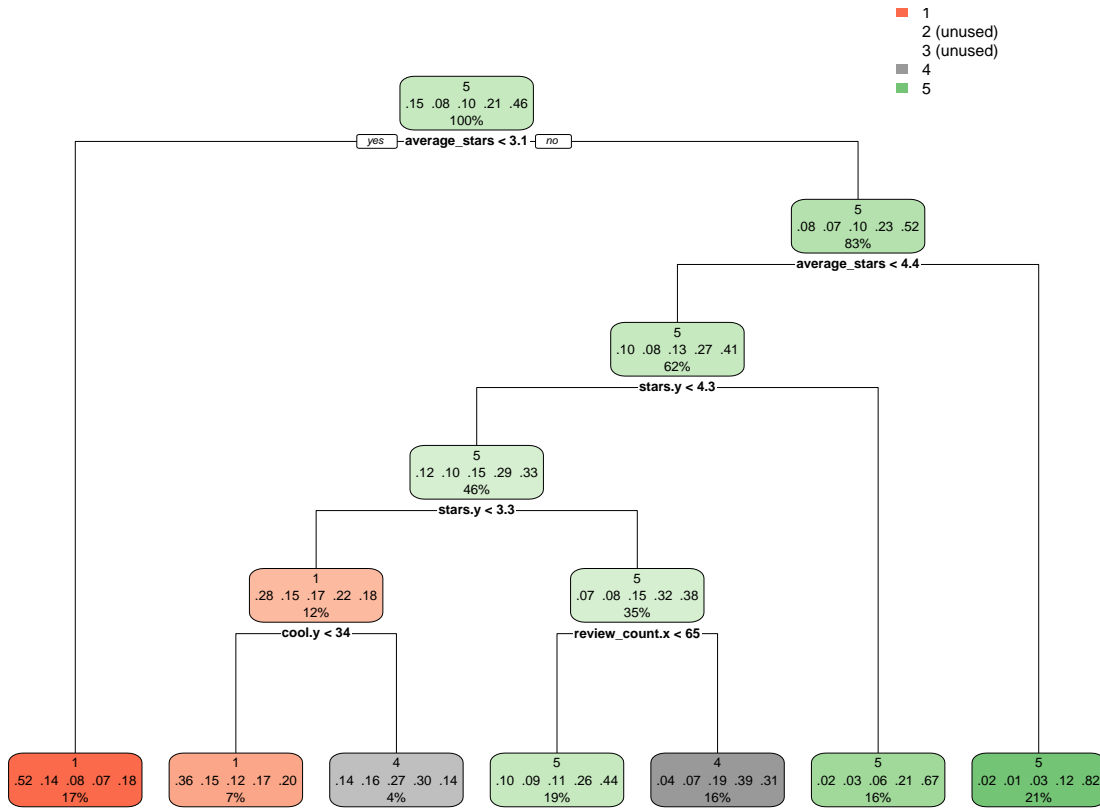 1
2 (unused)
3 (unused)
4
5
5
.15 .08 .10 .21 .46
100%
yes average_stars < 3.1 no
5
.08 .07 .10 .23 .52
83%
average_stars < 4.4
5
.10 .08 .13 .27 .41
62%
stars.y < 4.3
5
.12 .10 .15 .29 .33
46%
stars.y < 3.3
1
.28 .15 .17 .22 .18
12%
cool.y < 34
5
.07 .08 .15 .32 .38
35%
review_count.x < 65
1
.52 .14 .08 .07 .18
17%
1
.36 .15 .12 .17 .20
7%
4
.14 .16 .27 .30 .14
4%
5
.10 .09 .11 .26 .44
19%
4
.04 .07 .19 .39 .31
16%
5
.02 .03 .06 .21 .67
16%
5
.02 .01 .03 .12 .82
21%